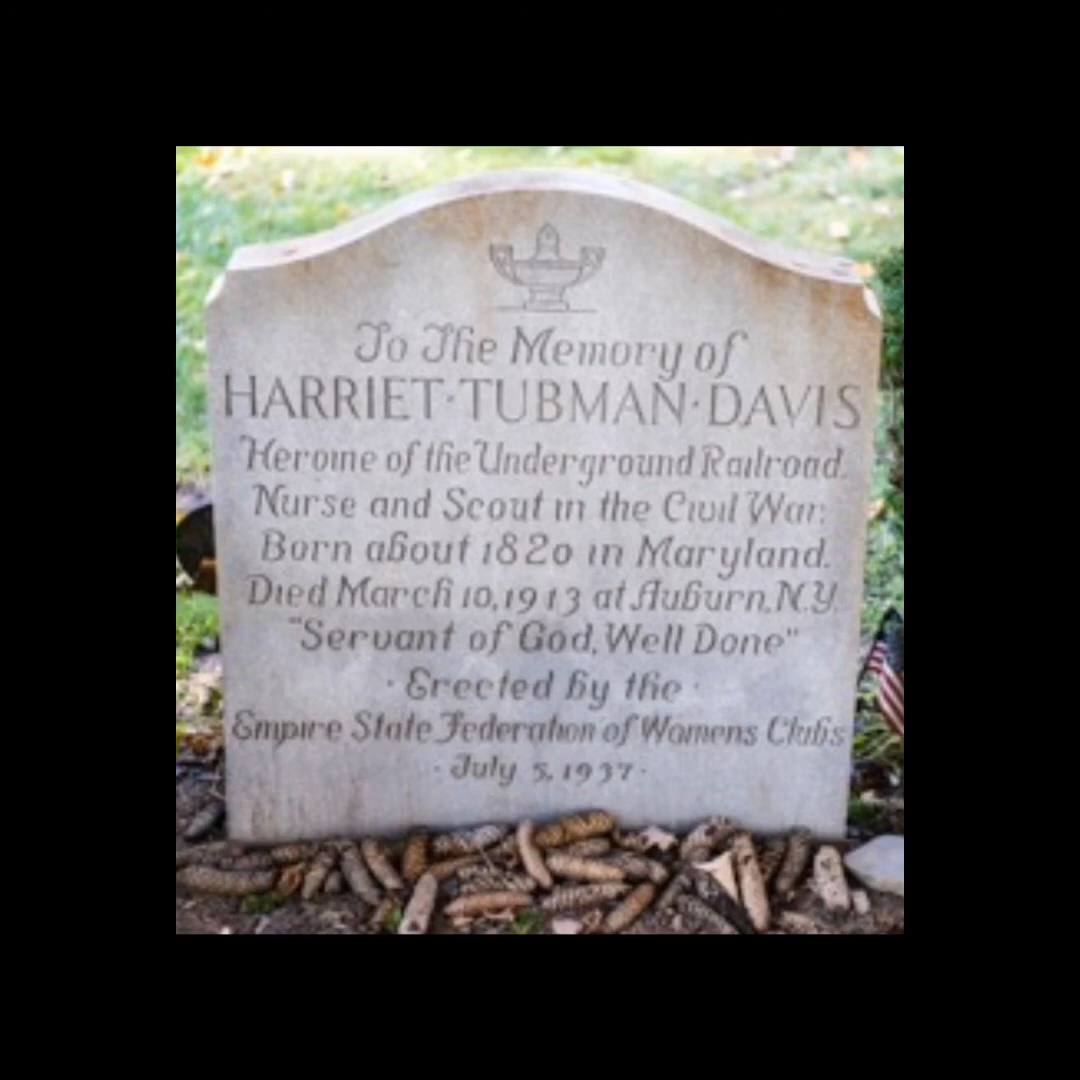 To The Memory of
HARRIET·TUBMAN·DAVIS
Heroine of the Underground Railroad.
Nurse and Scout in the Civil War.
Born about 1820 in Maryland.
Died March 10, 1913 at Auburn, N.Y.
"Servant of God, Well Done"
· Erected by the ·
Empire State Federation of Womens Clubs
· July 5, 1937 ·